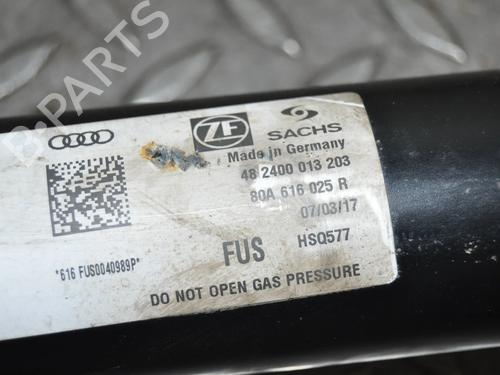 B-PARTS
ZF SACHS
Made in Germany
48 2400 013 203
80A 616 025 R
07/03/17
FUS HSQ577
*616 FUS0040989P*
DO NOT OPEN GAS PRESSURE